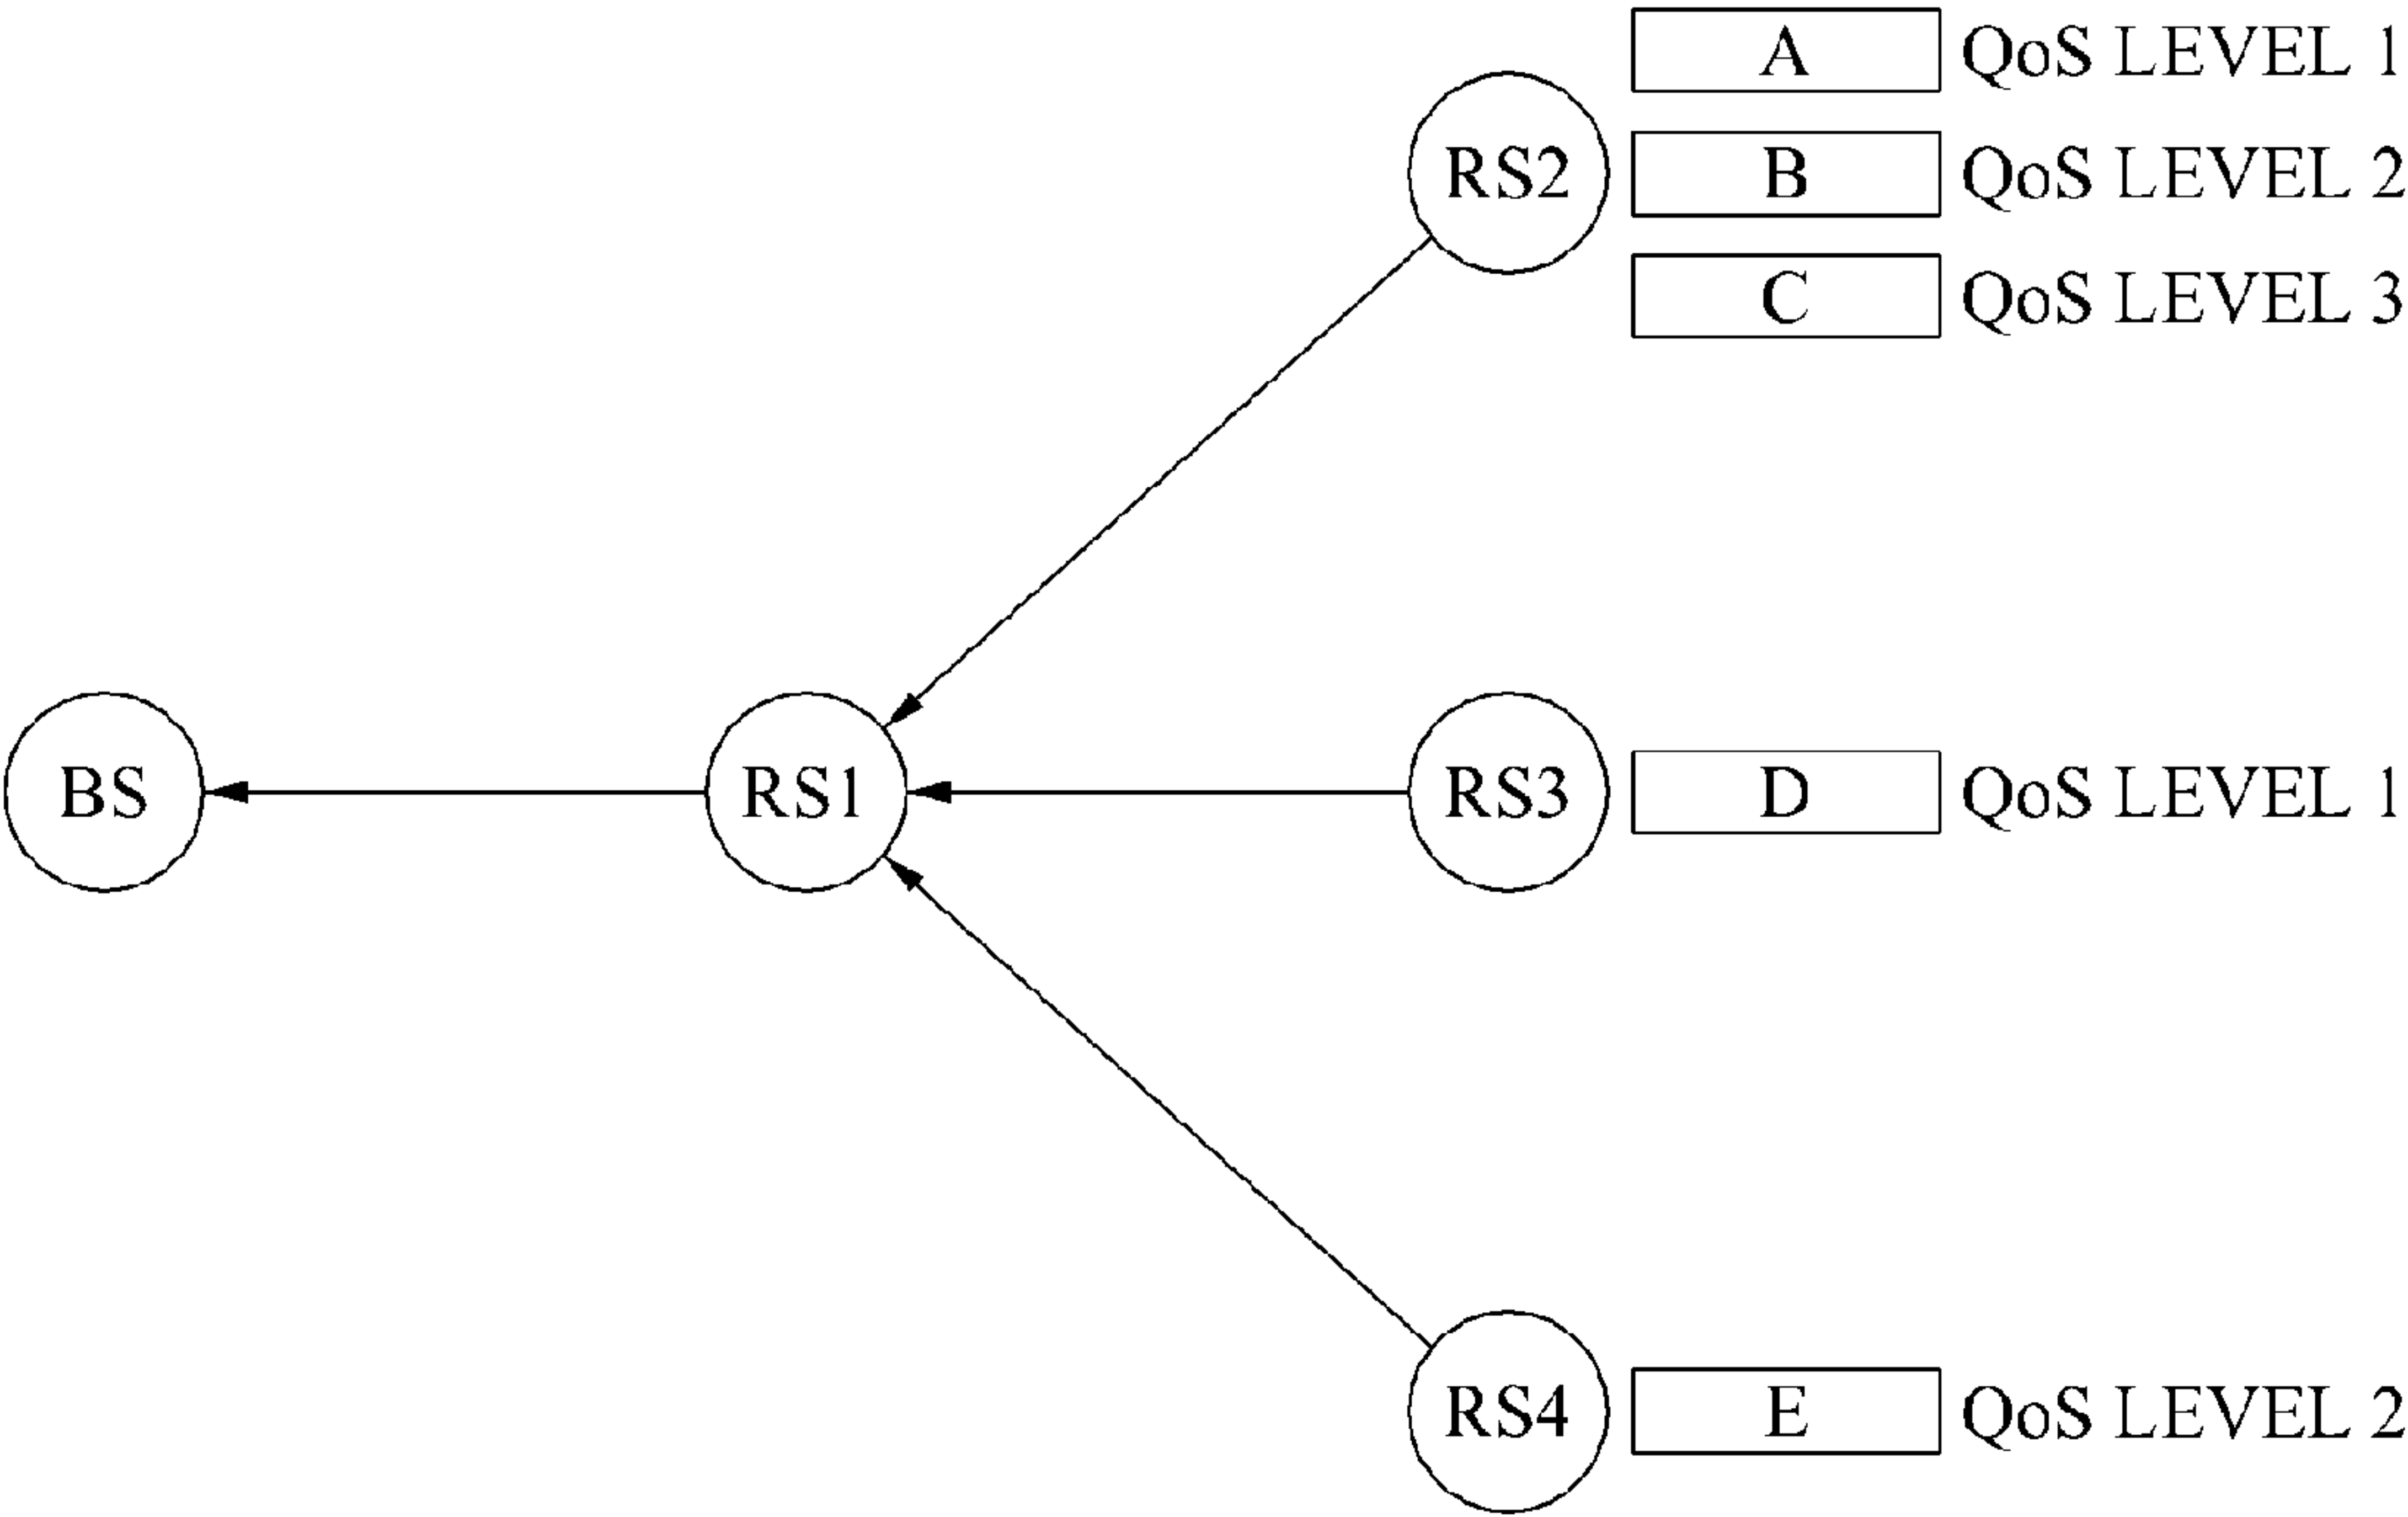 A QoS LEVEL 1
RS2 B QoS LEVEL 2
C QoS LEVEL 3
BS RS1 RS3 D QoS LEVEL 1
RS4 E QoS LEVEL 2